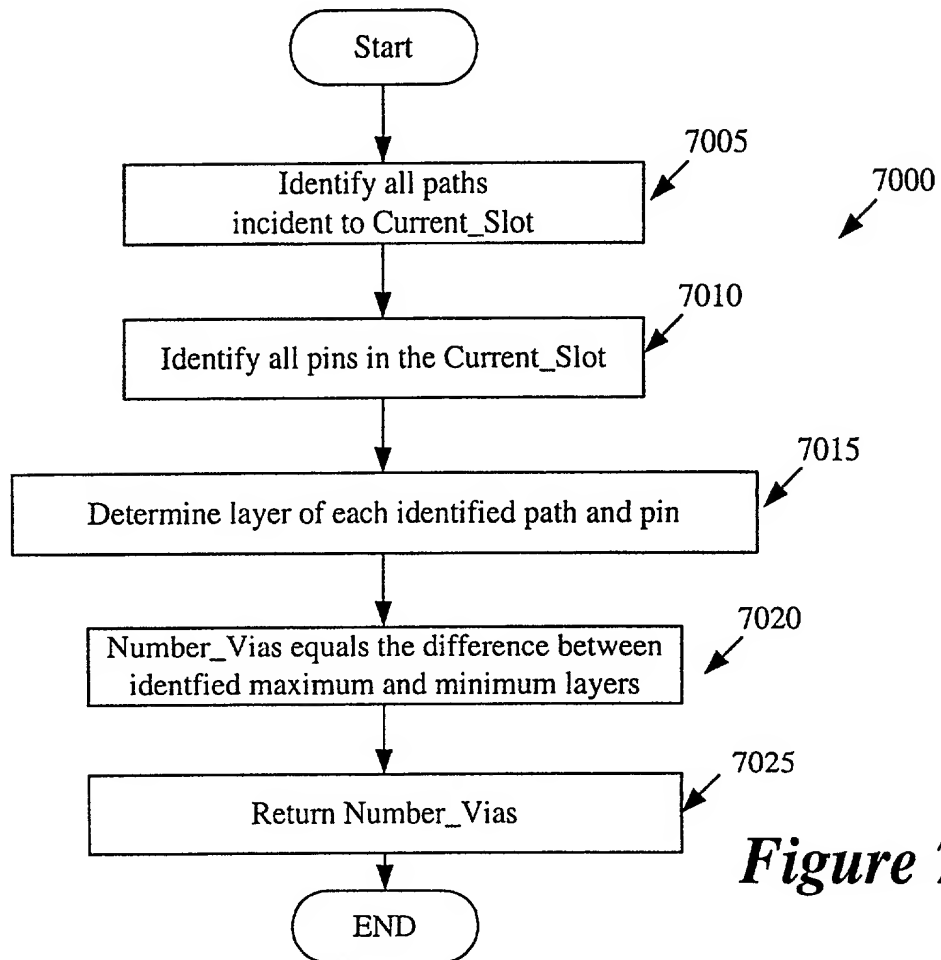 Start
7005
Identify all paths
incident to Current_Slot
7000
7010
Identify all pins in the Current_Slot
7015
Determine layer of each identified path and pin
7020
Number_Vias equals the difference between
identfied maximum and minimum layers
7025
Return Number_Vias
Figure
END